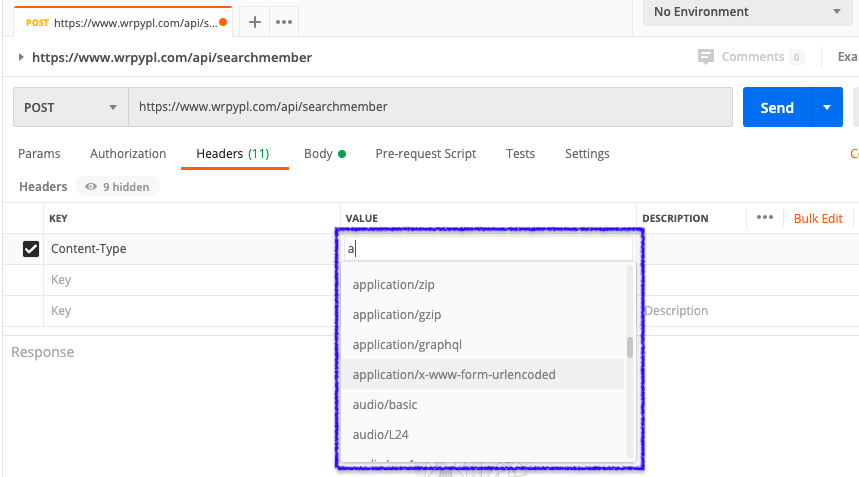 POST https://www.wrpypl.com/api/s... + ••• No Environment
https://www.wrpypl.com/api/searchmember Comments 0 Exa
POST https://www.wrpypl.com/api/searchmember Send
Params Authorization Headers (11) Body Pre-request Script Tests Settings
Headers 9 hidden
KEY VALUE DESCRIPTION ••• Bulk Edit
Content-Type a
Key application/zip
Key application/gzip Description
application/graphql
Response
application/x-www-form-urlencoded
audio/basic
audio/L24